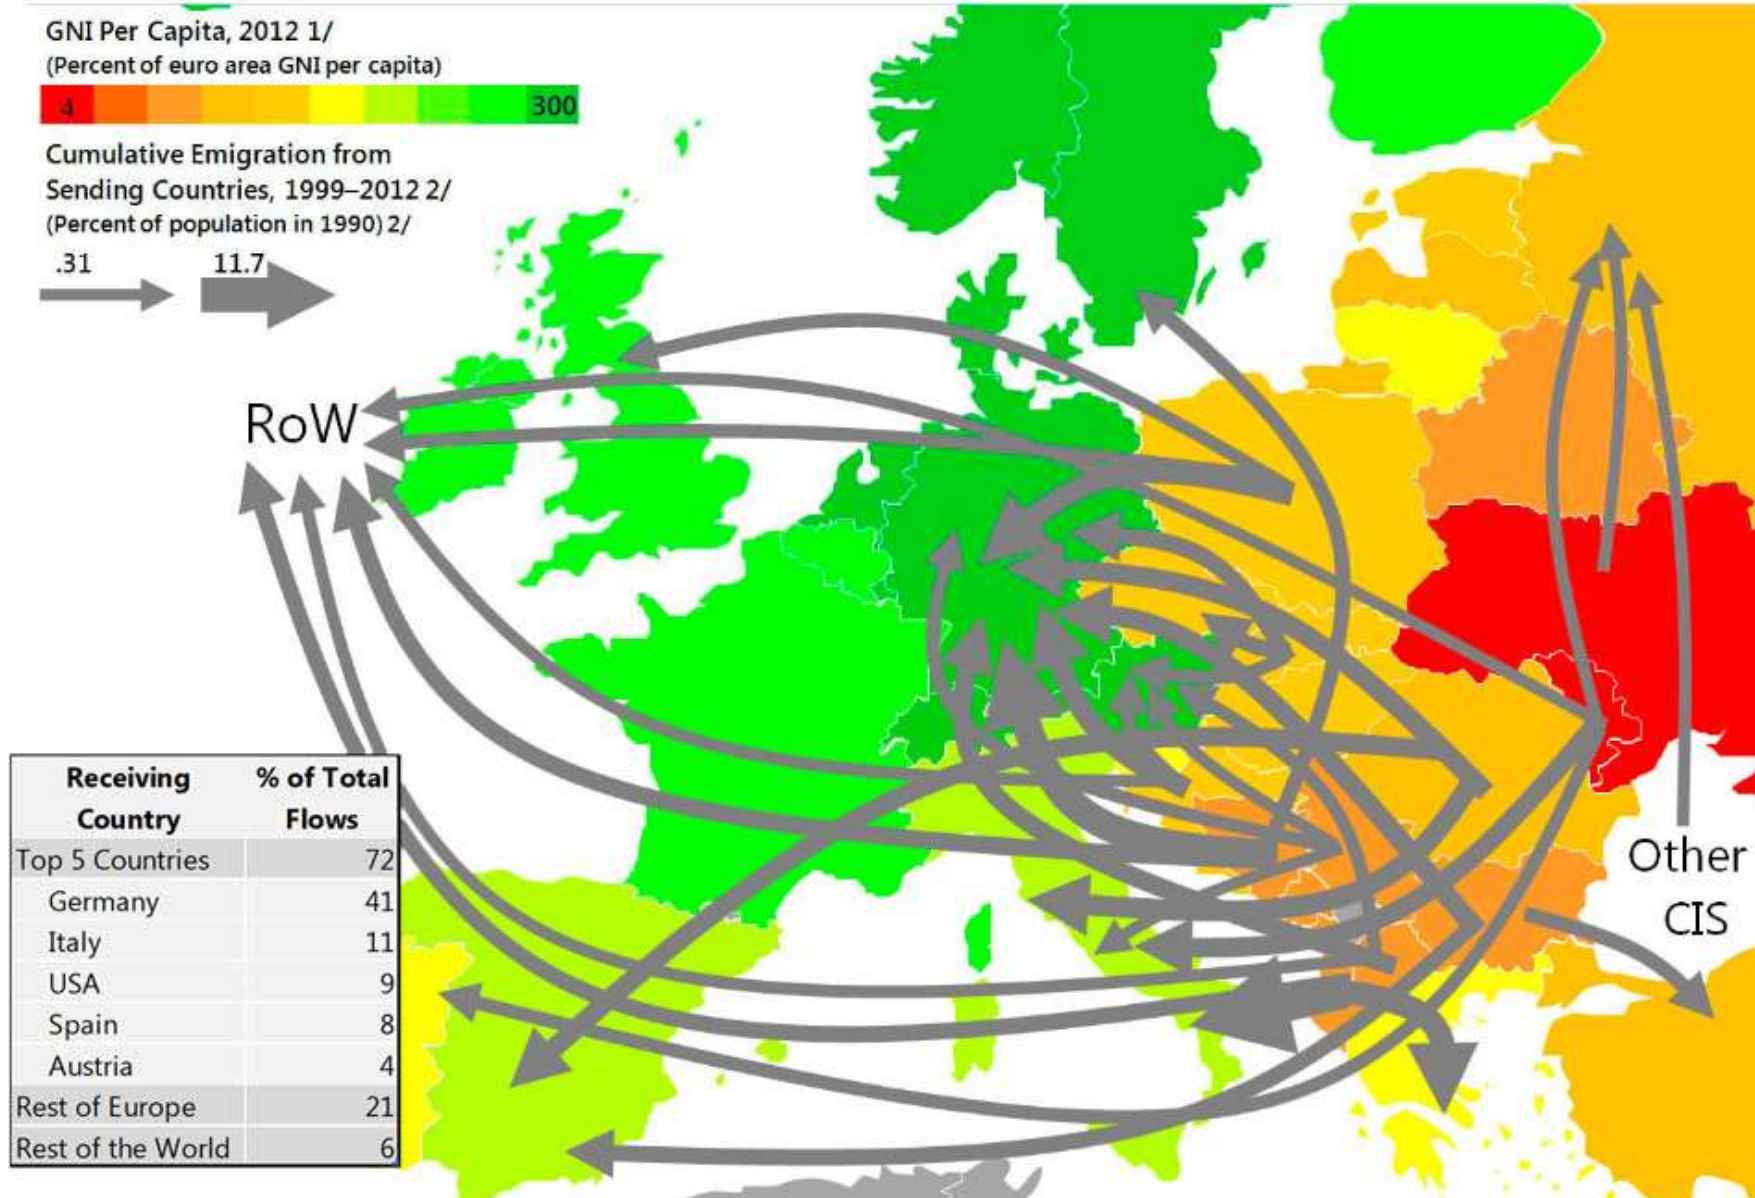 GNI Per Capita, 2012 1/
(Percent of euro area GNI per capita)
4 300
Cumulative Emigration from
Sending Countries, 1999–2012 2/
(Percent of population in 1990) 2/
.31 11.7
RoW
Receiving % of Total
Country Flows
Top 5 Countries 72
Germany 41
Italy 11
USA 9
Spain 8
Austria 4
Rest of Europe 21
Rest of the World 6
Other
CIS